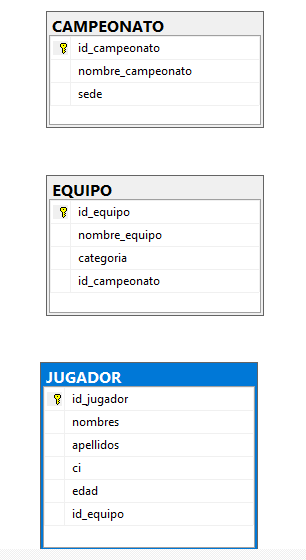 CAMPEONATO
id_campeonato
nombre_campeonato
sede
EQUIPO
id_equipo
nombre_equipo
categoria
id_campeonato
JUGADOR
id_jugador
nombres
apellidos
ci
edad
id_equipo